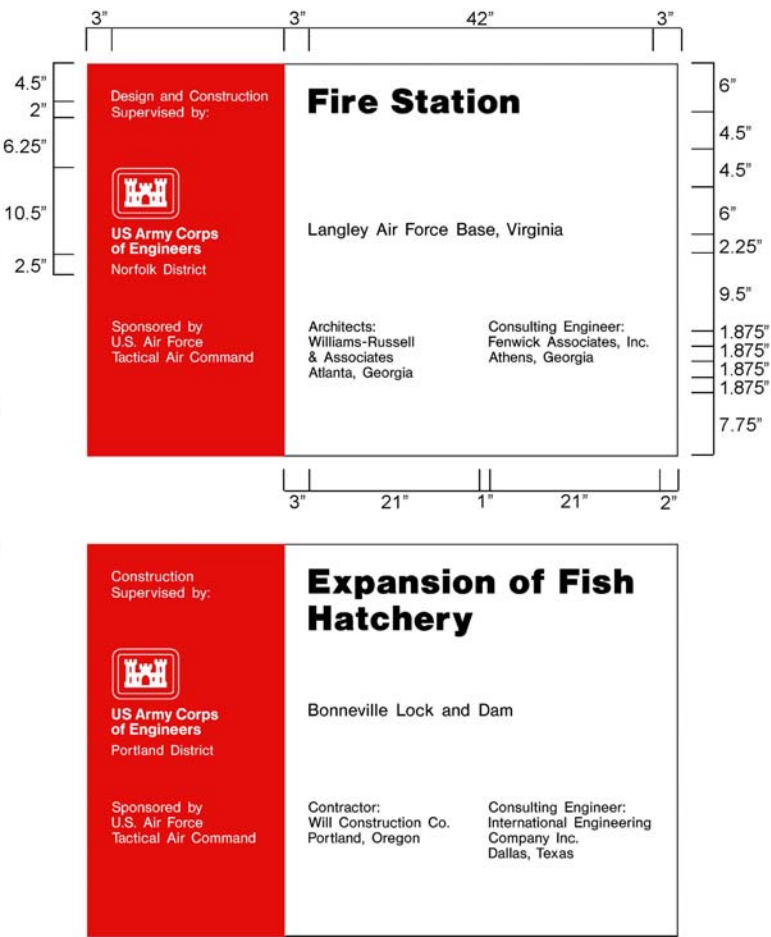 3” 3” 42” 3”
4.5”
2”
6.25”
10.5”
2.5”
Design and Construction
Supervised by:
US Army Corps
of Engineers
Norfolk District
Sponsored by
U.S. Air Force
Tactical Air Command
Fire Station
Langley Air Force Base, Virginia
Architects:
Williams-Russell
& Associates
Atlanta, Georgia
Consulting Engineer:
Fenwick Associates, Inc.
Athens, Georgia
6”
4.5”
4.5”
6”
2.25”
9.5”
1.875”
1.875”
1.875”
1.875”
7.75”
3” 21” 1” 21” 2”
Construction
Supervised by:
US Army Corps
of Engineers
Portland District
Sponsored by
U.S. Air Force
Tactical Air Command
Expansion of Fish
Hatchery
Bonneville Lock and Dam
Contractor:
Will Construction Co.
Portland, Oregon
Consulting Engineer:
International Engineering
Company Inc.
Dallas, Texas